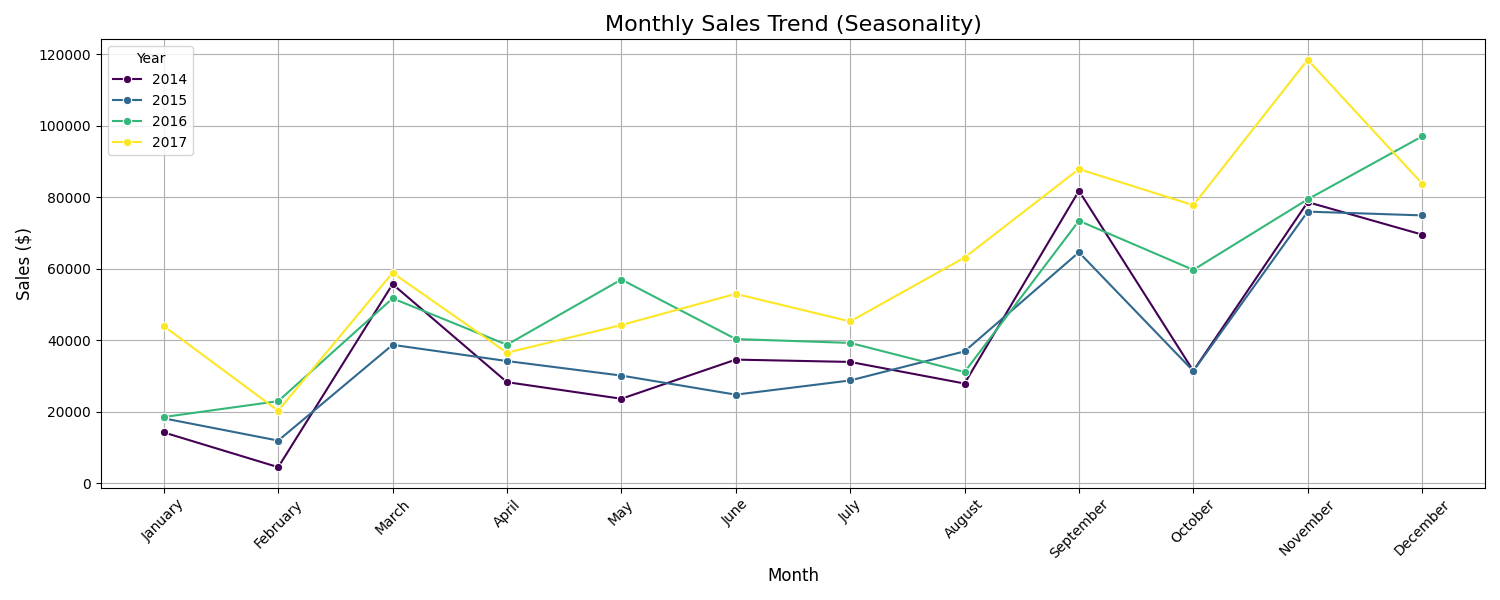 Monthly Sales Trend (Seasonality)
Year
2014
2015
2016
2017
Sales ($)
120000
100000
80000
60000
40000
20000
0
January
February
March
April
May
June
July
August
September
October
November
December
Month